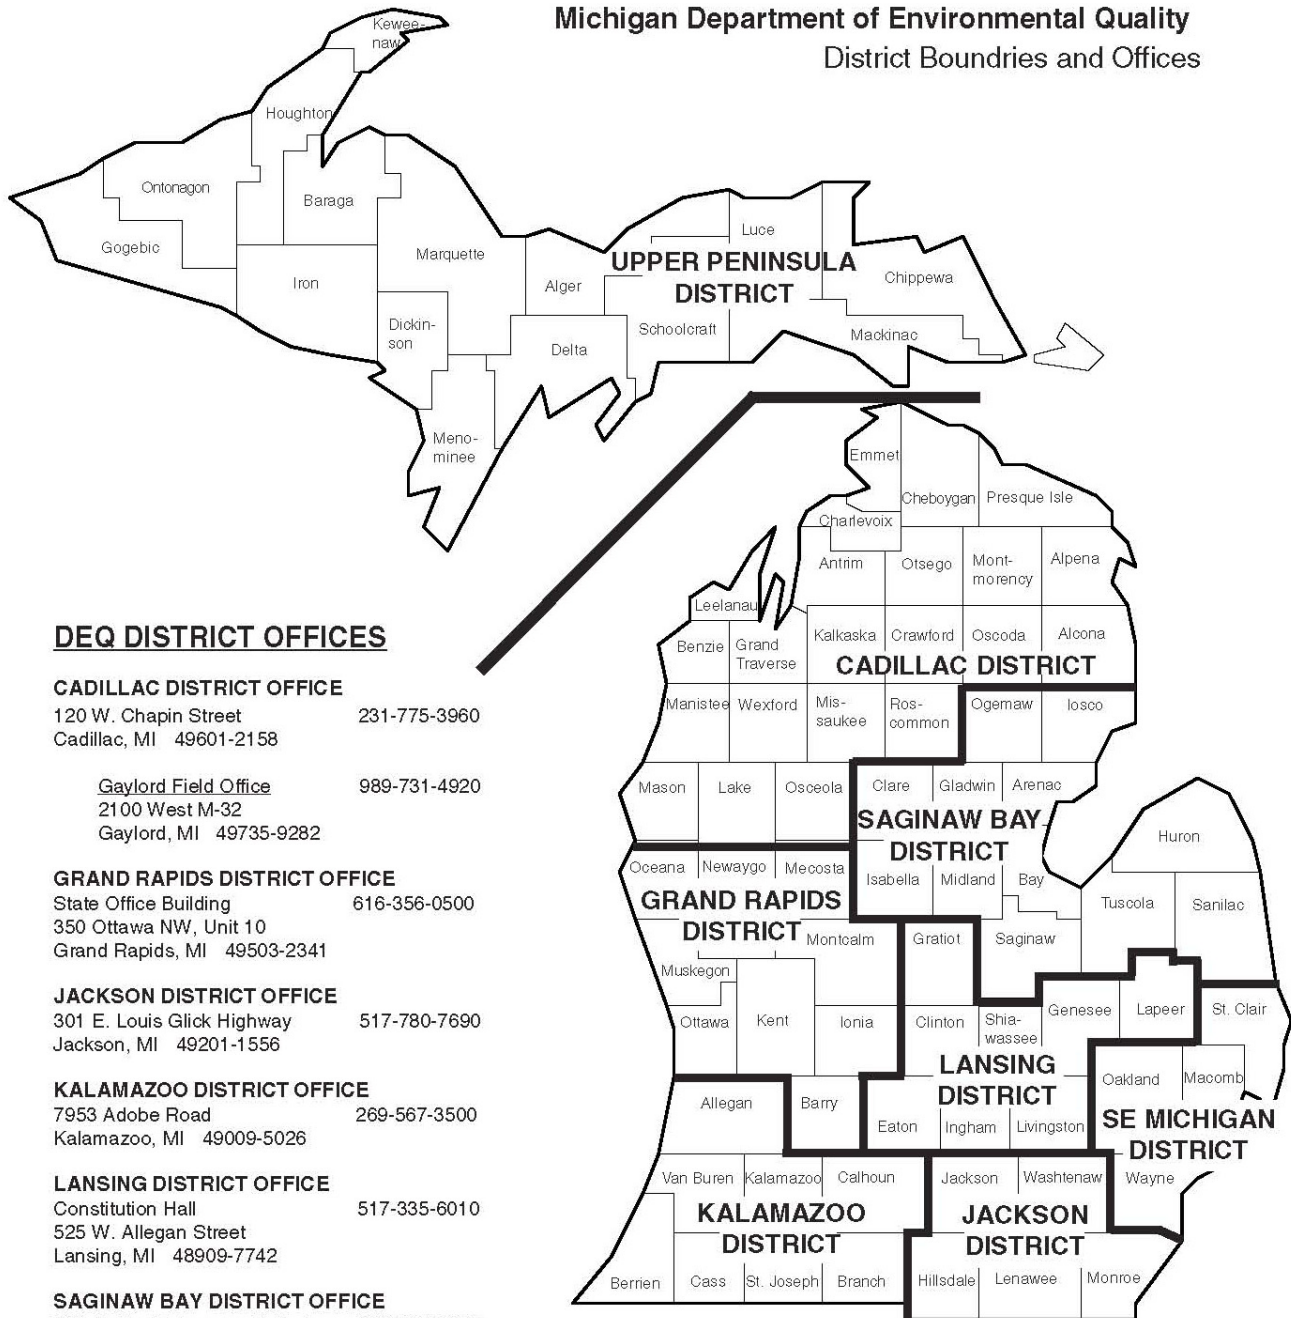 Michigan Department of Environmental Quality
District Boundries and Offices
Kewee-
naw
Houghton
Ontonagon
Baraga
Gogebic
Marquette
Luce
UPPER PENINSULA
DISTRICT
Chippewa
Iron
Alger
Dickin-
son
Schoolcraft
Mackinac
Delta
Meno-
minee
Emmet
Cheboygan
Presque Isle
Charlevoix
Antrim
Otsego
Mont-
morency
Alpena
Leelanau
Benzie
Grand
Traverse
Kalkaska
Crawford
Oscoda
Alcona
CADILLAC DISTRICT
Manistee
Wexford
Mis-
saukee
Ros-
common
Ogemaw
Iosco
Mason
Lake
Osceola
Clare
Gladwin
Arenac
SAGINAW BAY
DISTRICT
Huron
Oceana
Newaygo
Mecosta
Isabella
Midland
Bay
Tuscola
Sanilac
GRAND RAPIDS
DISTRICT
Montcalm
Gratiot
Saginaw
Muskegon
Ottawa
Kent
Ionia
Clinton
Shia-
wassee
Genesee
Lapeer
St. Clair
LANSING
DISTRICT
Oakland
Macomb
Allegan
Barry
Eaton
Ingham
Livingston
SE MICHIGAN
DISTRICT
Van Buren
Kalamazoo
Calhoun
Jackson
Washtenaw
Wayne
KALAMAZOO
DISTRICT
JACKSON
DISTRICT
Berrien
Cass
St. Joseph
Branch
Hillsdale
Lenawee
Monroe
DEQ DISTRICT OFFICES
CADILLAC DISTRICT OFFICE
120 W. Chapin Street 231-775-3960
Cadillac, MI 49601-2158
Gaylord Field Office 989-731-4920
2100 West M-32
Gaylord, MI 49735-9282
GRAND RAPIDS DISTRICT OFFICE
State Office Building 616-356-0500
350 Ottawa NW, Unit 10
Grand Rapids, MI 49503-2341
JACKSON DISTRICT OFFICE
301 E. Louis Glick Highway 517-780-7690
Jackson, MI 49201-1556
KALAMAZOO DISTRICT OFFICE
7953 Adobe Road 269-567-3500
Kalamazoo, MI 49009-5026
LANSING DISTRICT OFFICE
Constitution Hall 517-335-6010
525 W. Allegan Street
Lansing, MI 48909-7742
SAGINAW BAY DISTRICT OFFICE